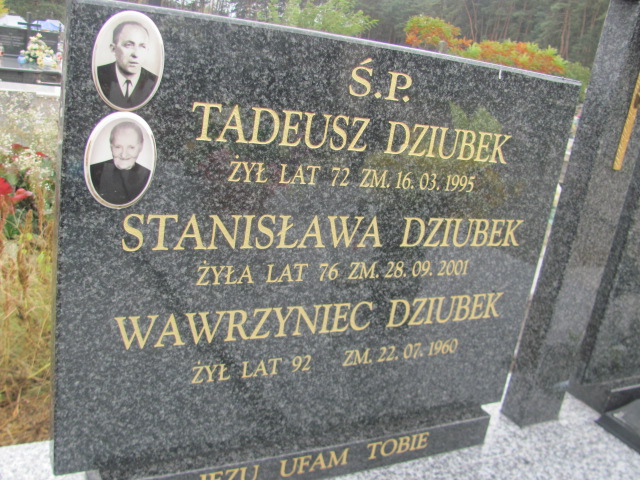 Ś.P.
TADEUSZ DZIUBEK
ŻYŁ LAT 72 ZM. 16.03.1995
STANISŁAWA DZIUBEK
ŻYŁA LAT 76 ZM. 28.09.2001
WAWRZYNIEC DZIUBEK
ŻYŁ LAT 92 ZM. 22.07.1960
JEZU UFAM TOBIE